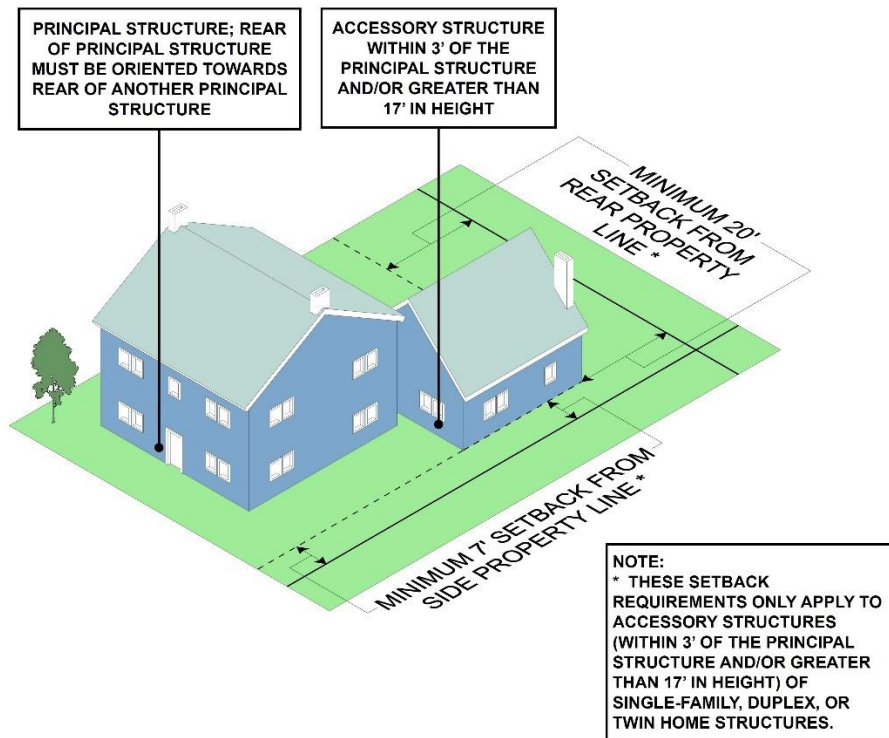 PRINCIPAL STRUCTURE; REAR
OF PRINCIPAL STRUCTURE
MUST BE ORIENTED TOWARDS
REAR OF ANOTHER PRINCIPAL
STRUCTURE
ACCESSORY STRUCTURE
WITHIN 3' OF THE
PRINCIPAL STRUCTURE
AND/OR GREATER THAN
17' IN HEIGHT
MINIMUM 20'
SETBACK FROM
REAR PROPERTY
LINE *
MINIMUM 7' SETBACK FROM
SIDE PROPERTY LINE *
NOTE:
* THESE SETBACK
REQUIREMENTS ONLY APPLY TO
ACCESSORY STRUCTURES
(WITHIN 3' OF THE PRINCIPAL
STRUCTURE AND/OR GREATER
THAN 17' IN HEIGHT) OF
SINGLE-FAMILY, DUPLEX, OR
TWIN HOME STRUCTURES.